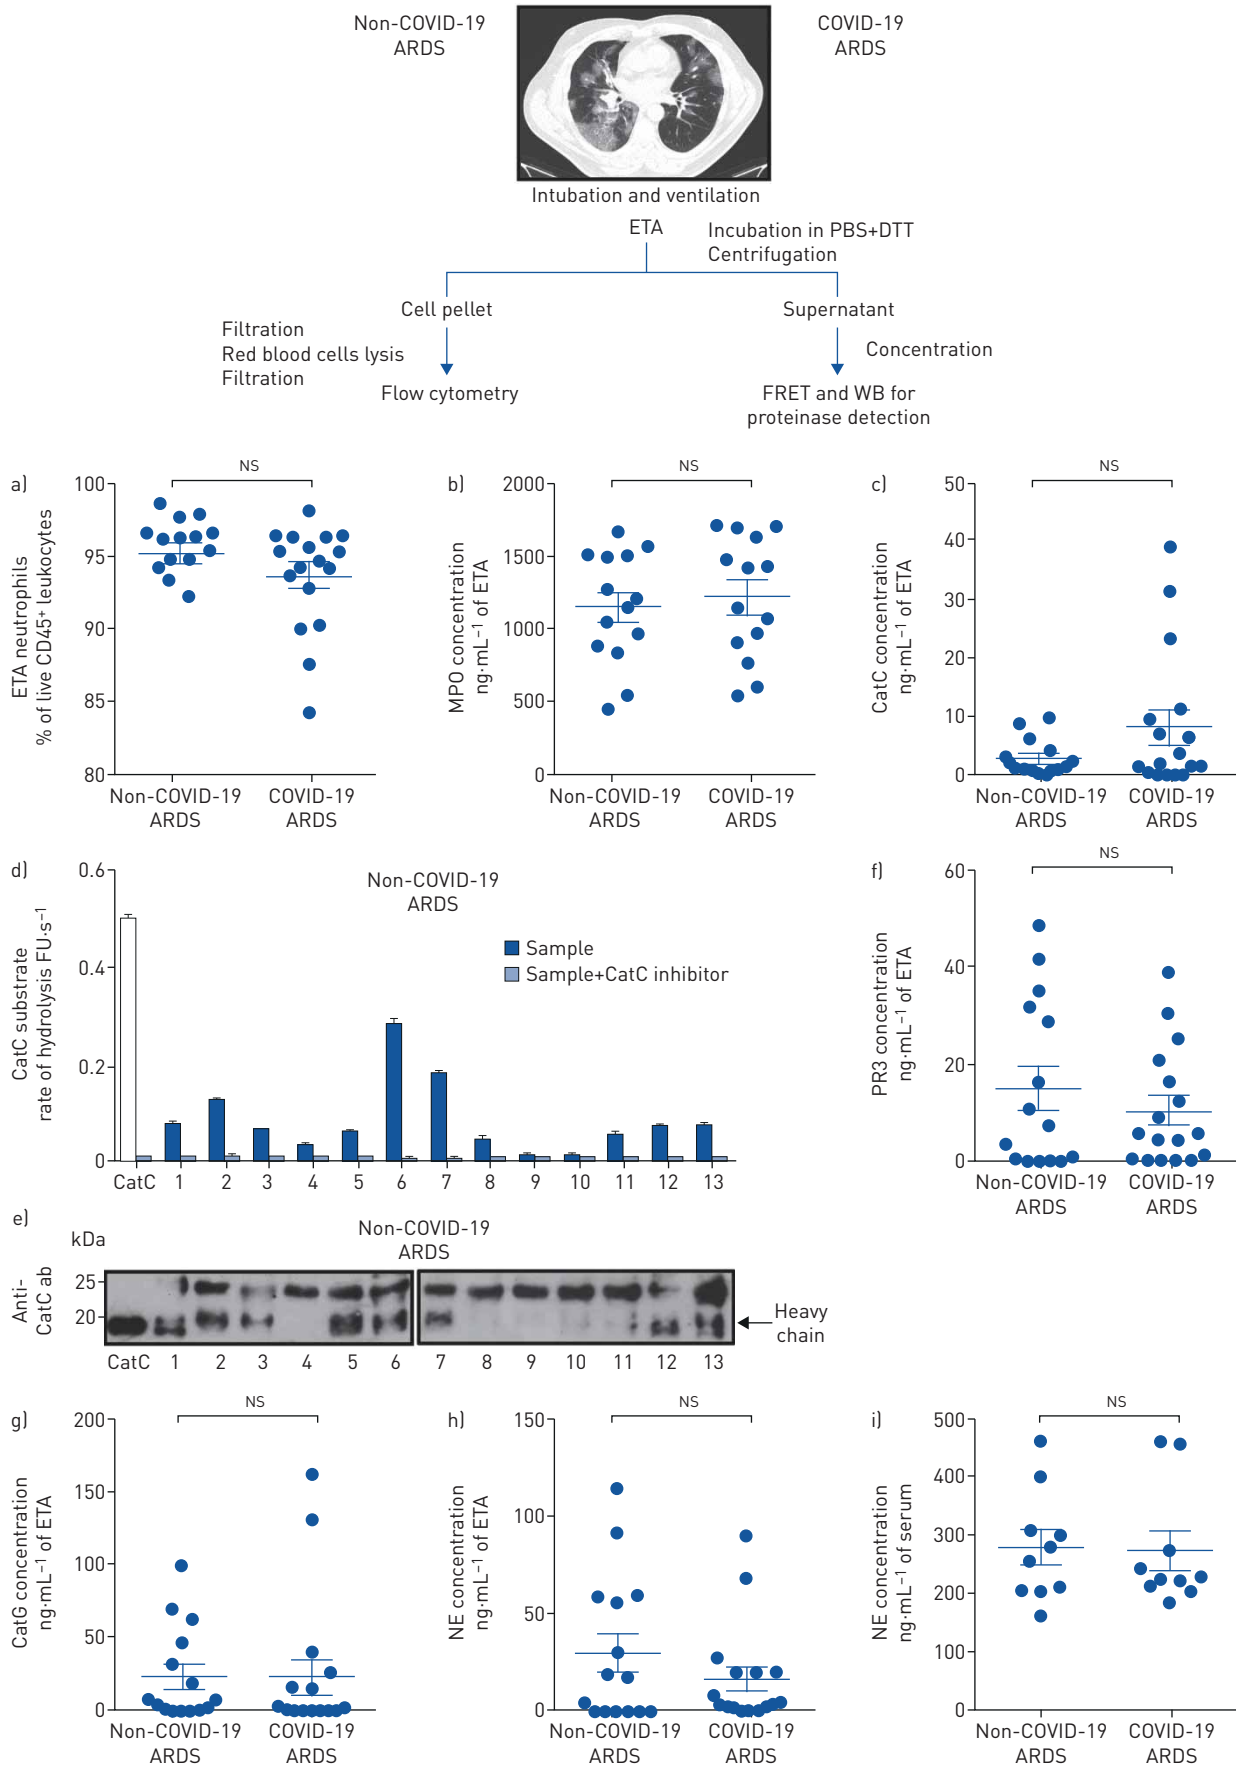 Non-COVID-19
ARDS
COVID-19
ARDS
Intubation and ventilation
ETA
Incubation in PBS+DTT
Centrifugation
Cell pellet
Supernatant
Filtration
Red blood cells lysis
Filtration
Concentration
Flow cytometry
FRET and WB for
proteinase detection
a)
ETA neutrophils
% of live CD45⁺ leukocytes
100
95
90
85
80
NS
Non-COVID-19
ARDS
COVID-19
ARDS
b)
MPO concentration
ng·mL⁻¹ of ETA
2000
1500
1000
500
0
NS
Non-COVID-19
ARDS
COVID-19
ARDS
c)
CatC concentration
ng·mL⁻¹ of ETA
50
40
30
20
10
0
NS
Non-COVID-19
ARDS
COVID-19
ARDS
d)
CatC substrate
rate of hydrolysis FU·s⁻¹
0.6
0.4
0.2
0
Non-COVID-19
ARDS
Sample
Sample+CatC inhibitor
CatC 1 2 3 4 5 6 7 8 9 10 11 12 13
f)
PR3 concentration
ng·mL⁻¹ of ETA
60
40
20
0
NS
Non-COVID-19
ARDS
COVID-19
ARDS
e)
Anti-
CatC ab
kDa
25
20
Non-COVID-19
ARDS
Heavy
chain
CatC 1 2 3 4 5 6 7 8 9 10 11 12 13
g)
CatG concentration
ng·mL⁻¹ of ETA
200
150
100
50
0
NS
Non-COVID-19
ARDS
COVID-19
ARDS
h)
NE concentration
ng·mL⁻¹ of ETA
150
100
50
0
NS
Non-COVID-19
ARDS
COVID-19
ARDS
i)
NE concentration
ng·mL⁻¹ of serum
500
400
300
200
100
0
NS
Non-COVID-19
ARDS
COVID-19
ARDS